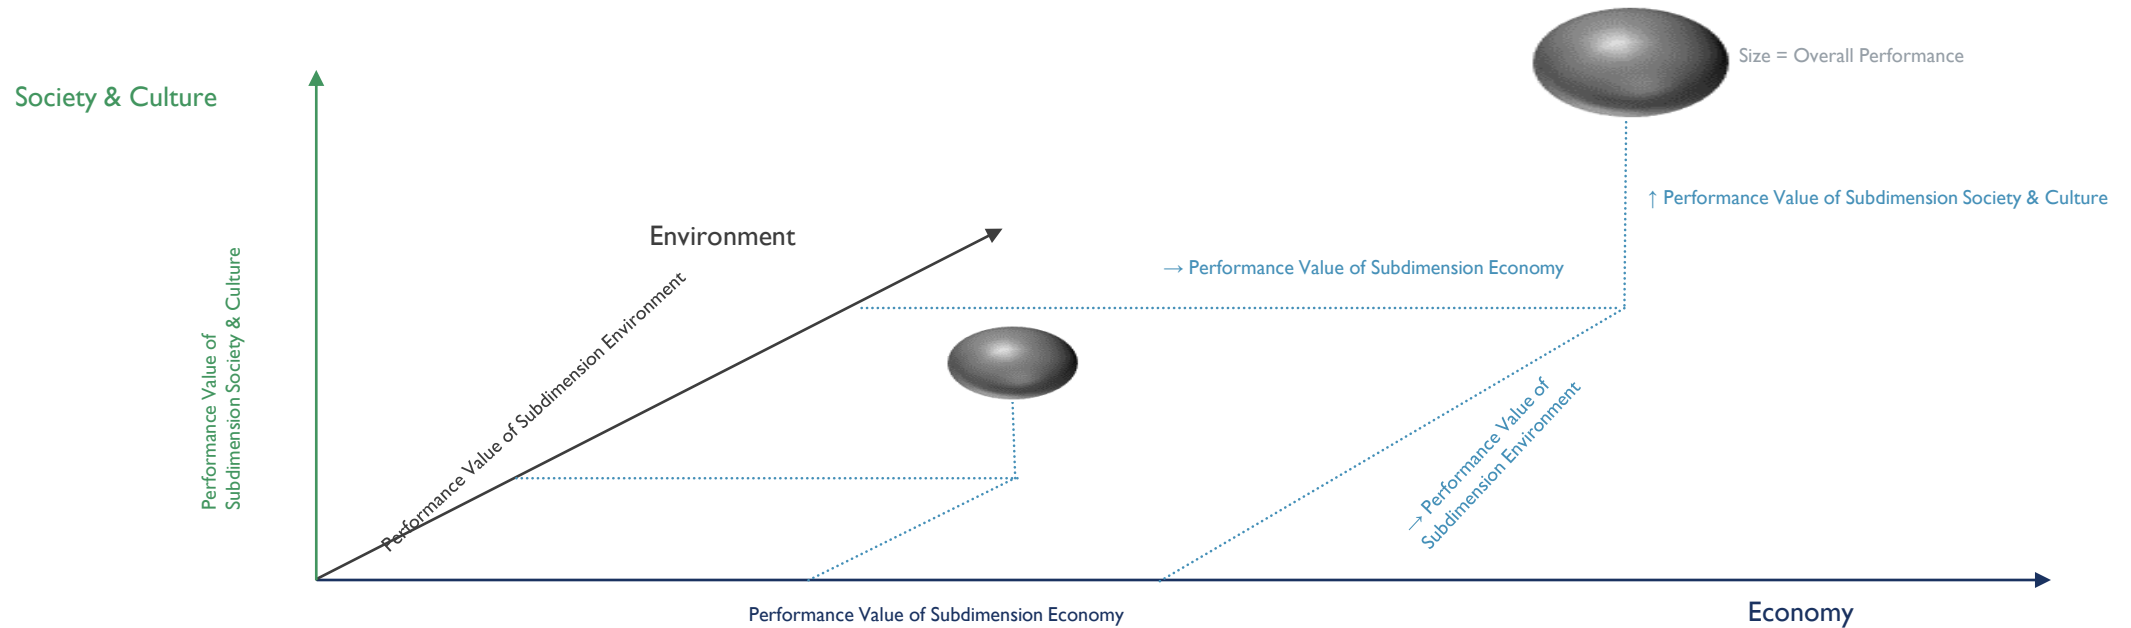 Size = Overall Performance
Society & Culture
↑ Performance Value of Subdimension Society & Culture
Environment
→ Performance Value of Subdimension Economy
Performance Value of
Subdimension Society & Culture
Performance Value of Subdimension Environment
→ Performance Value of
Subdimension Environment
Performance Value of Subdimension Economy
Economy